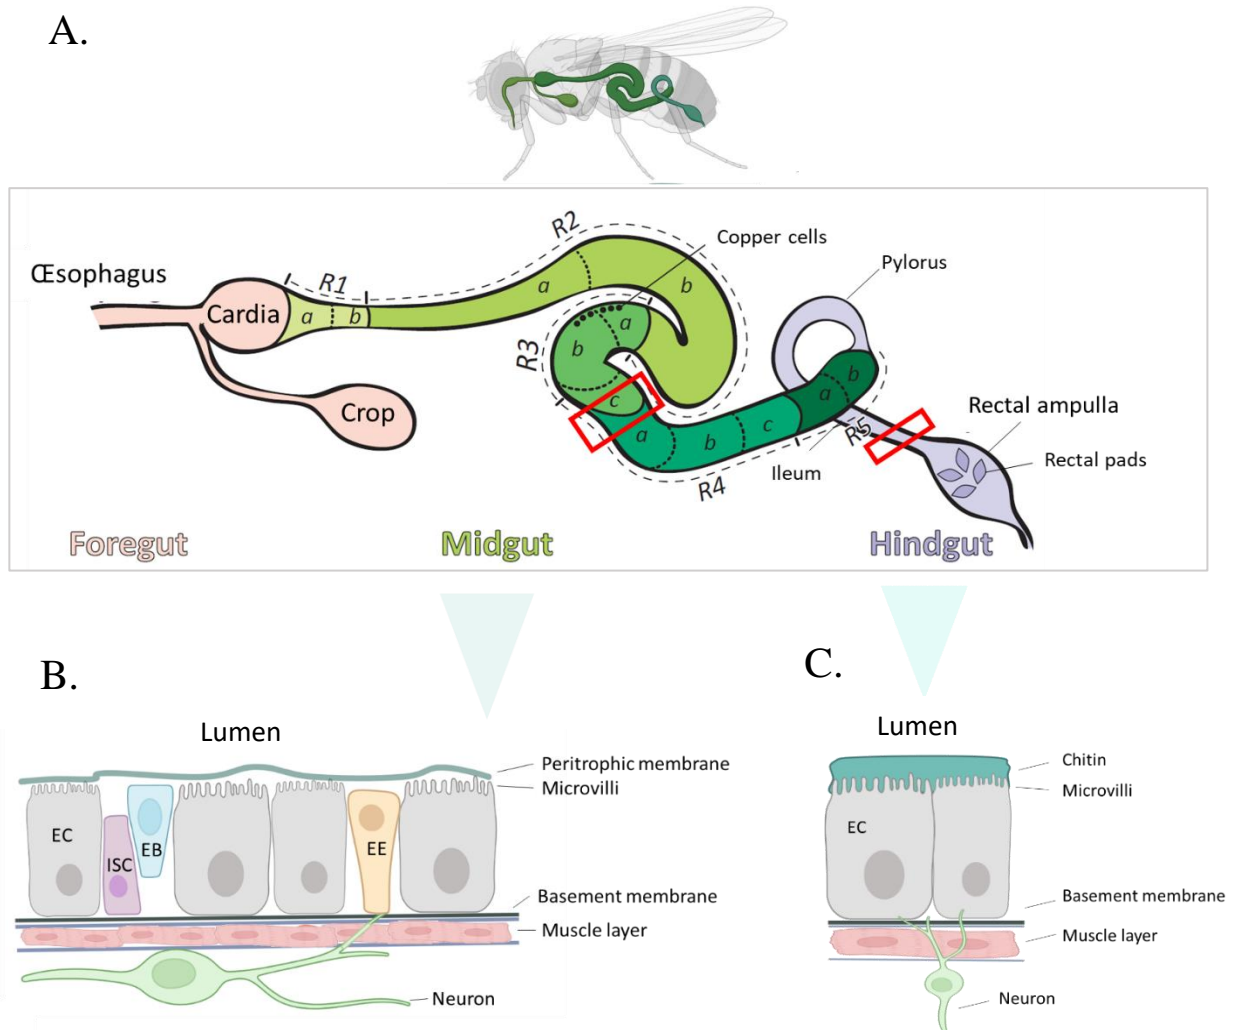 A.
R2
Copper cells
Œsophagus
R1
Pylorus
Cardia
a
b
a
b
a
b
R3
c
Crop
b
a
Rectal ampulla
a
b
c
R5
Rectal pads
Ileum
R4
Foregut
Midgut
Hindgut
B.
C.
Lumen
Peritrophic membrane
Microvilli
EC
ISC
EB
EE
Basement membrane
Muscle layer
Neuron
Lumen
Chitin
Microvilli
EC
Basement membrane
Muscle layer
Neuron